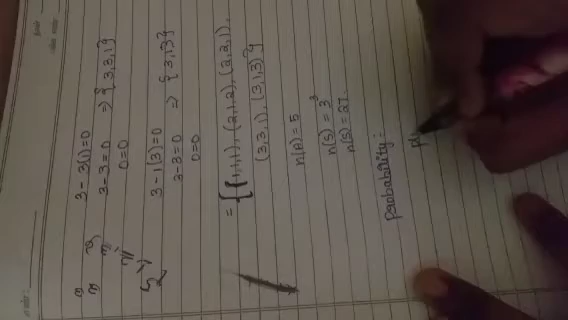 3-3(1)=0
3-3=0 => {3,3,1}
0=0
3-1(3)=0
3-3=0 => {3,1,3}
0=0
= {(1,1,1), (2,1,2), (2,2,1),
(3,3,1), (3,1,3)}
n(A) = 5
n(S) = 3³
n(S) = 27.
probability: